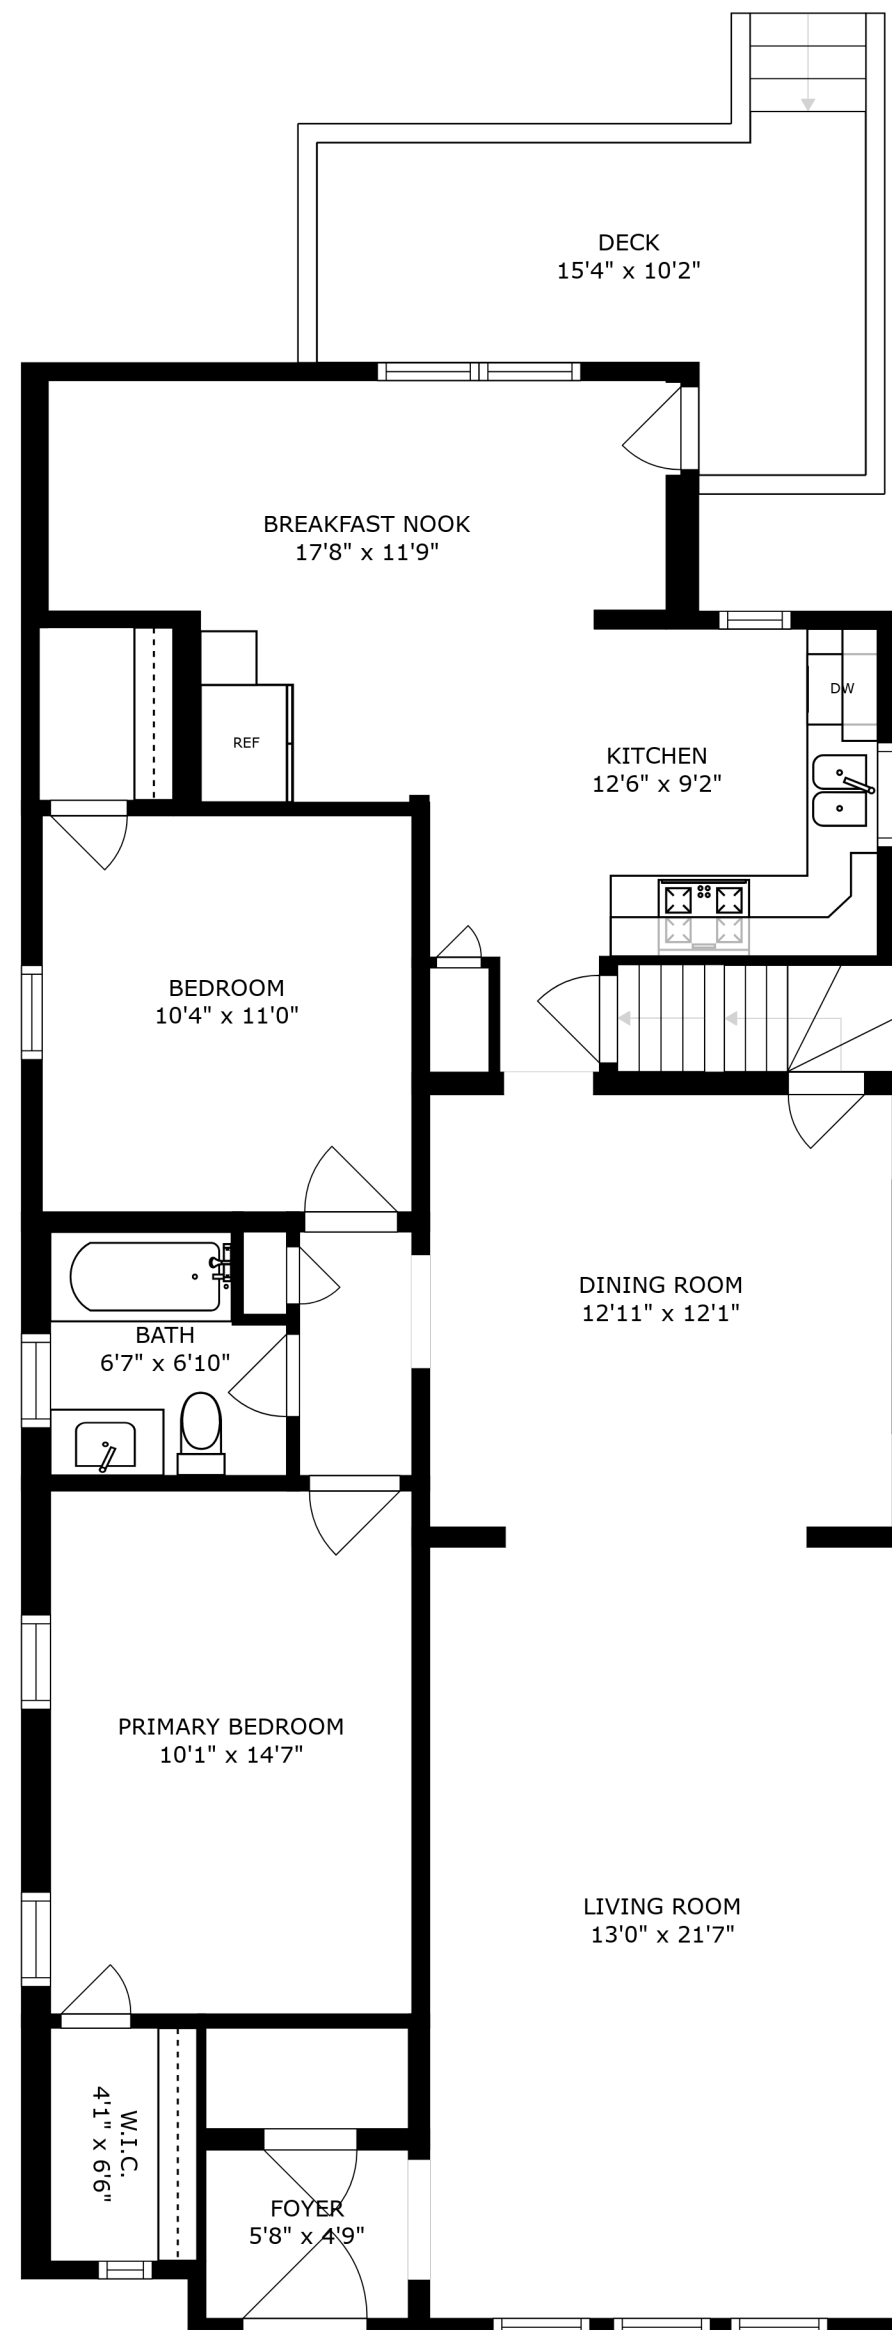 DECK
15'4" x 10'2"
BREAKFAST NOOK
17'8" x 11'9"
DW
REF
KITCHEN
12'6" x 9'2"
BEDROOM
10'4" x 11'0"
DINING ROOM
12'11" x 12'1"
BATH
6'7" x 6'10"
PRIMARY BEDROOM
10'1" x 14'7"
LIVING ROOM
13'0" x 21'7"
W.I.C.
4'1" x 6'6"
FOYER
5'8" x 4'9"